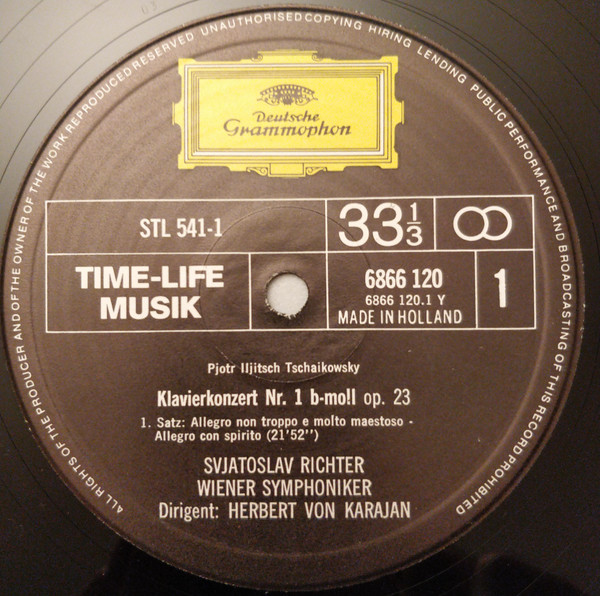 ALL RIGHTS OF THE PRODUCER AND OF THE OWNER OF THE WORK REPRODUCED RESERVED UNAUTHORISED COPYING HIRING LENDING PUBLIC PERFORMANCE AND BROADCASTING OF THIS RECORD PROHIBITED
Deutsche
Grammophon
STL 541-1
33 1/3
TIME-LIFE
MUSIK
6866 120
6866 120.1 Y
MADE IN HOLLAND
1
Pjotr Iljitsch Tschaikowsky
Klavierkonzert Nr. 1 b-moll op. 23
1. Satz: Allegro non troppo e molto maestoso -
Allegro con spirito (21'52'')
SVJATOSLAV RICHTER
WIENER SYMPHONIKER
Dirigent: HERBERT VON KARAJAN